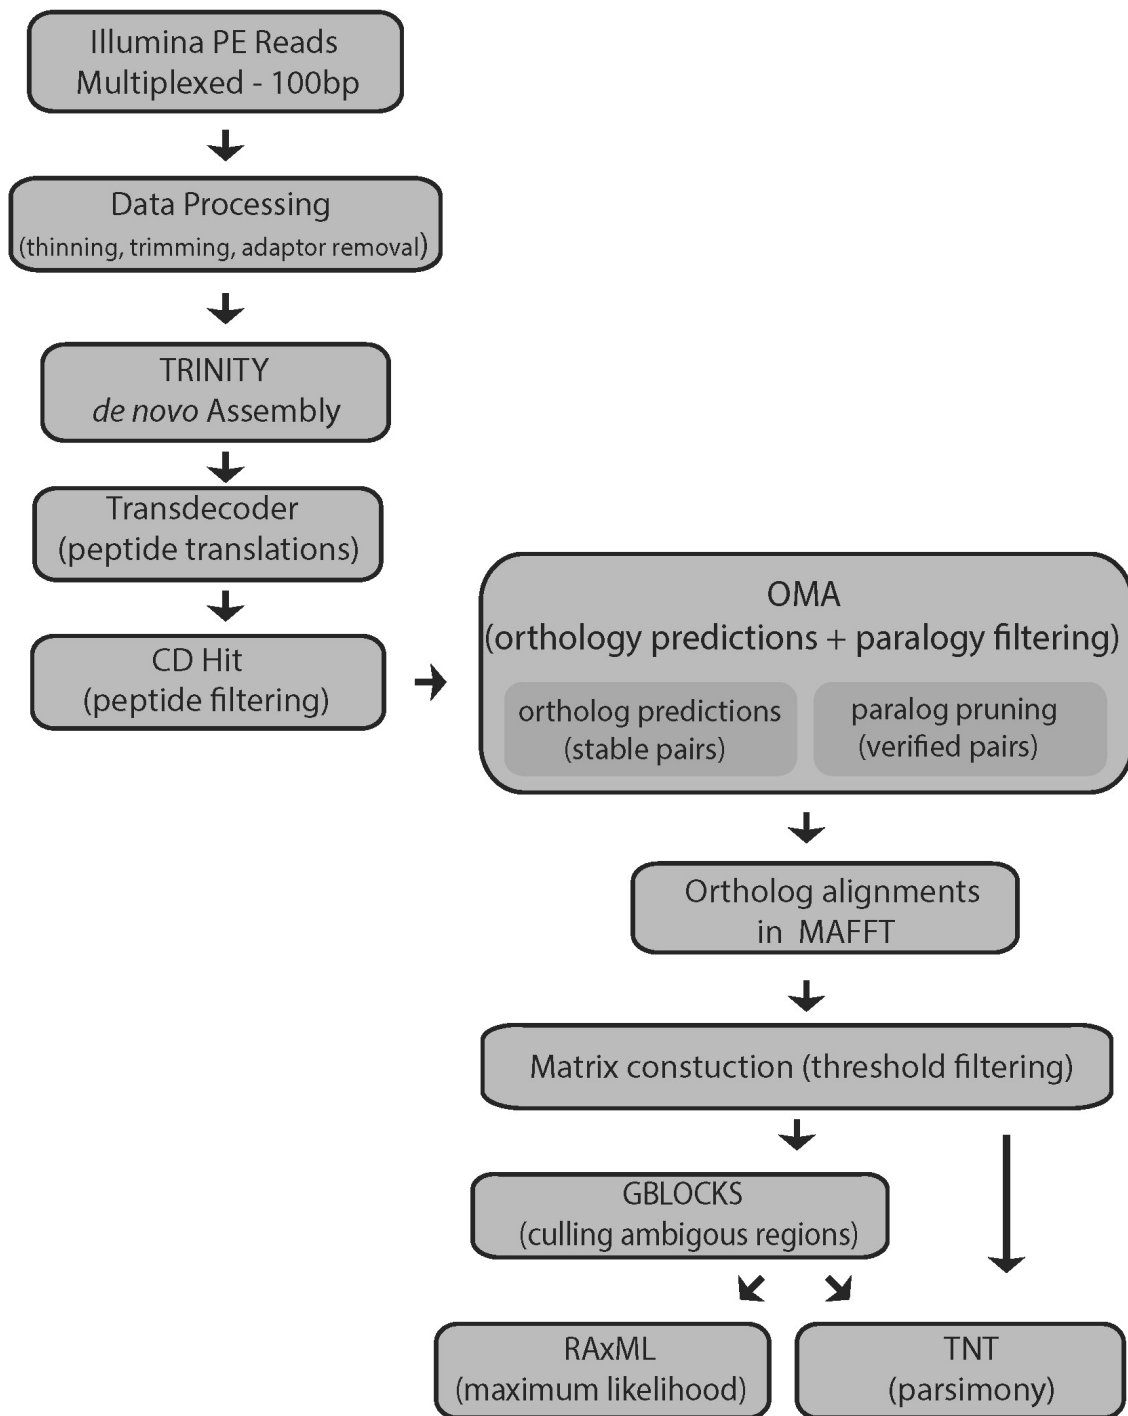 Illumina PE Reads
Multiplexed - 100bp
Data Processing
(thinning, trimming, adaptor removal)
TRINITY
de novo Assembly
Transdecoder
(peptide translations)
CD Hit
(peptide filtering)
OMA
(orthology predictions + paralogy filtering)
ortholog predictions
(stable pairs)
paralog pruning
(verified pairs)
Ortholog alignments
in MAFFT
Matrix constuction (threshold filtering)
GBLOCKS
(culling ambigous regions)
RAxML
(maximum likelihood)
TNT
(parsimony)